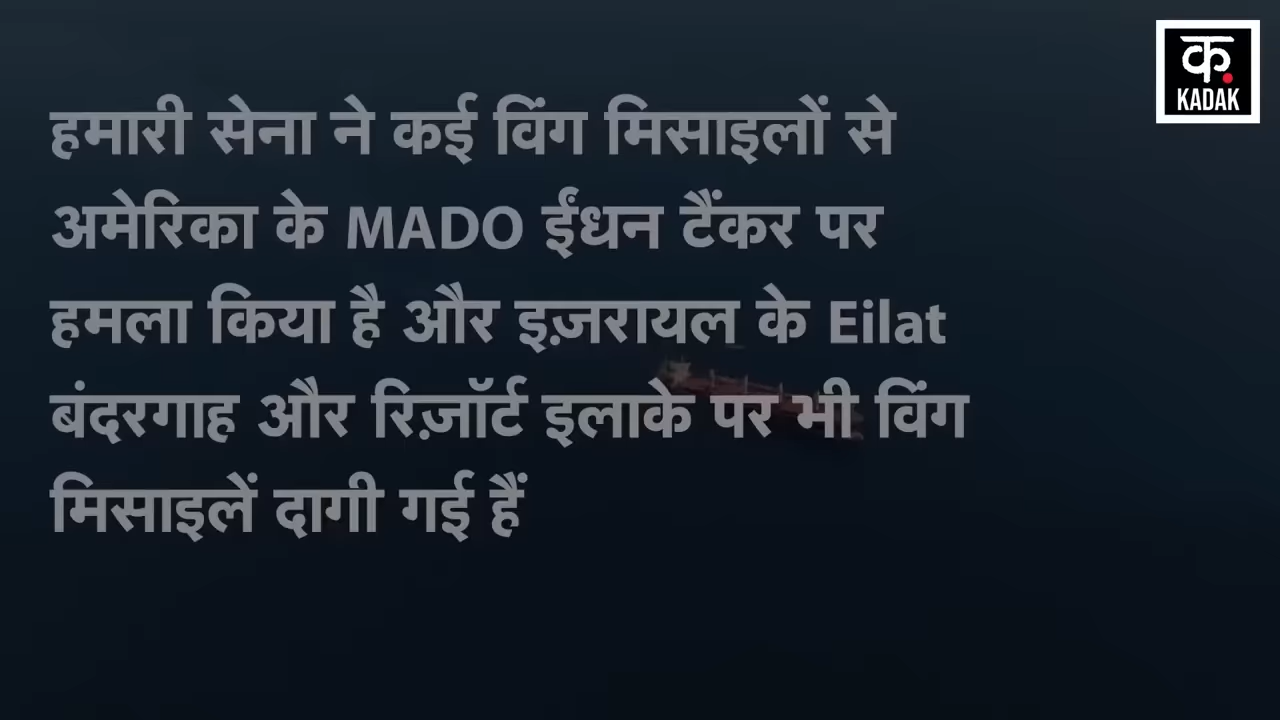 हमारी सेना ने कई विंग मिसाइलों से
अमेरिका के MADO ईंधन टैंकर पर
हमला किया है और इज़रायल के Eilat
बंदरगाह और रिज़ॉर्ट इलाके पर भी विंग
मिसाइलें दागी गई हैं
क.
KADAK